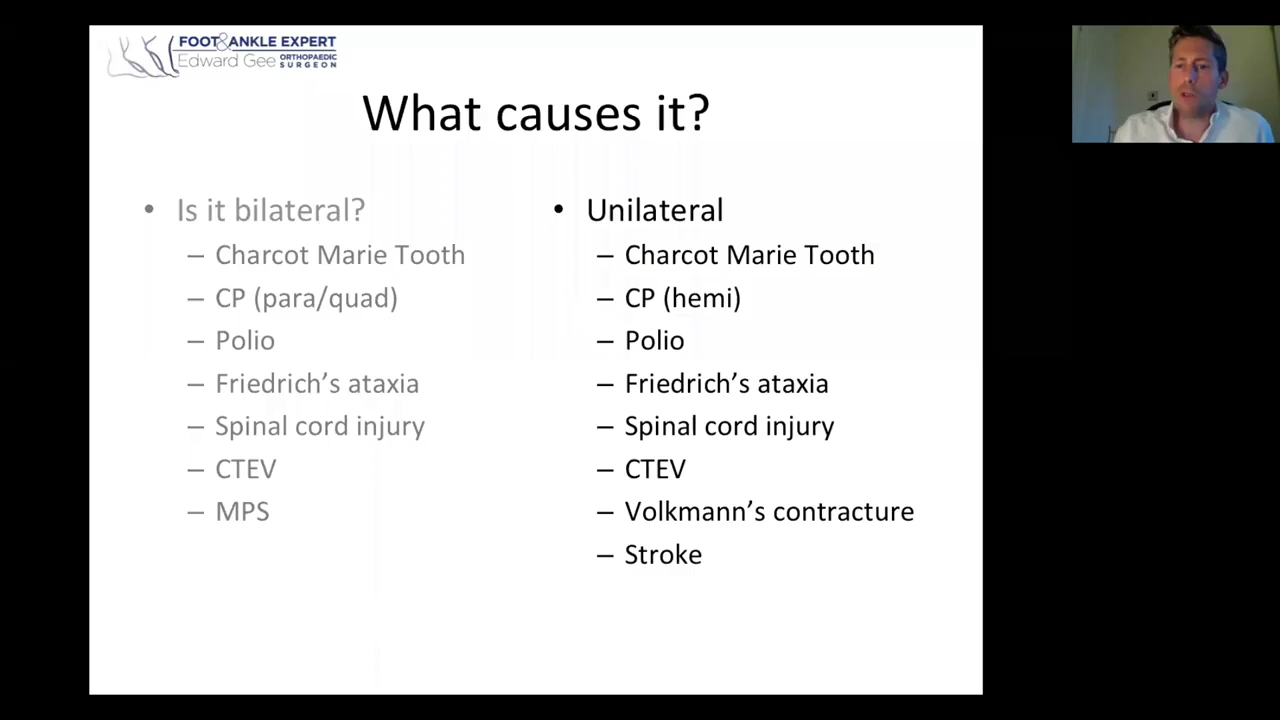 FOOT & ANKLE EXPERT
Edward Gee ORTHOPAEDIC SURGEON
What causes it?
• Is it bilateral?
– Charcot Marie Tooth
– CP (para/quad)
– Polio
– Friedrich’s ataxia
– Spinal cord injury
– CTEV
– MPS
• Unilateral
– Charcot Marie Tooth
– CP (hemi)
– Polio
– Friedrich’s ataxia
– Spinal cord injury
– CTEV
– Volkmann’s contracture
– Stroke